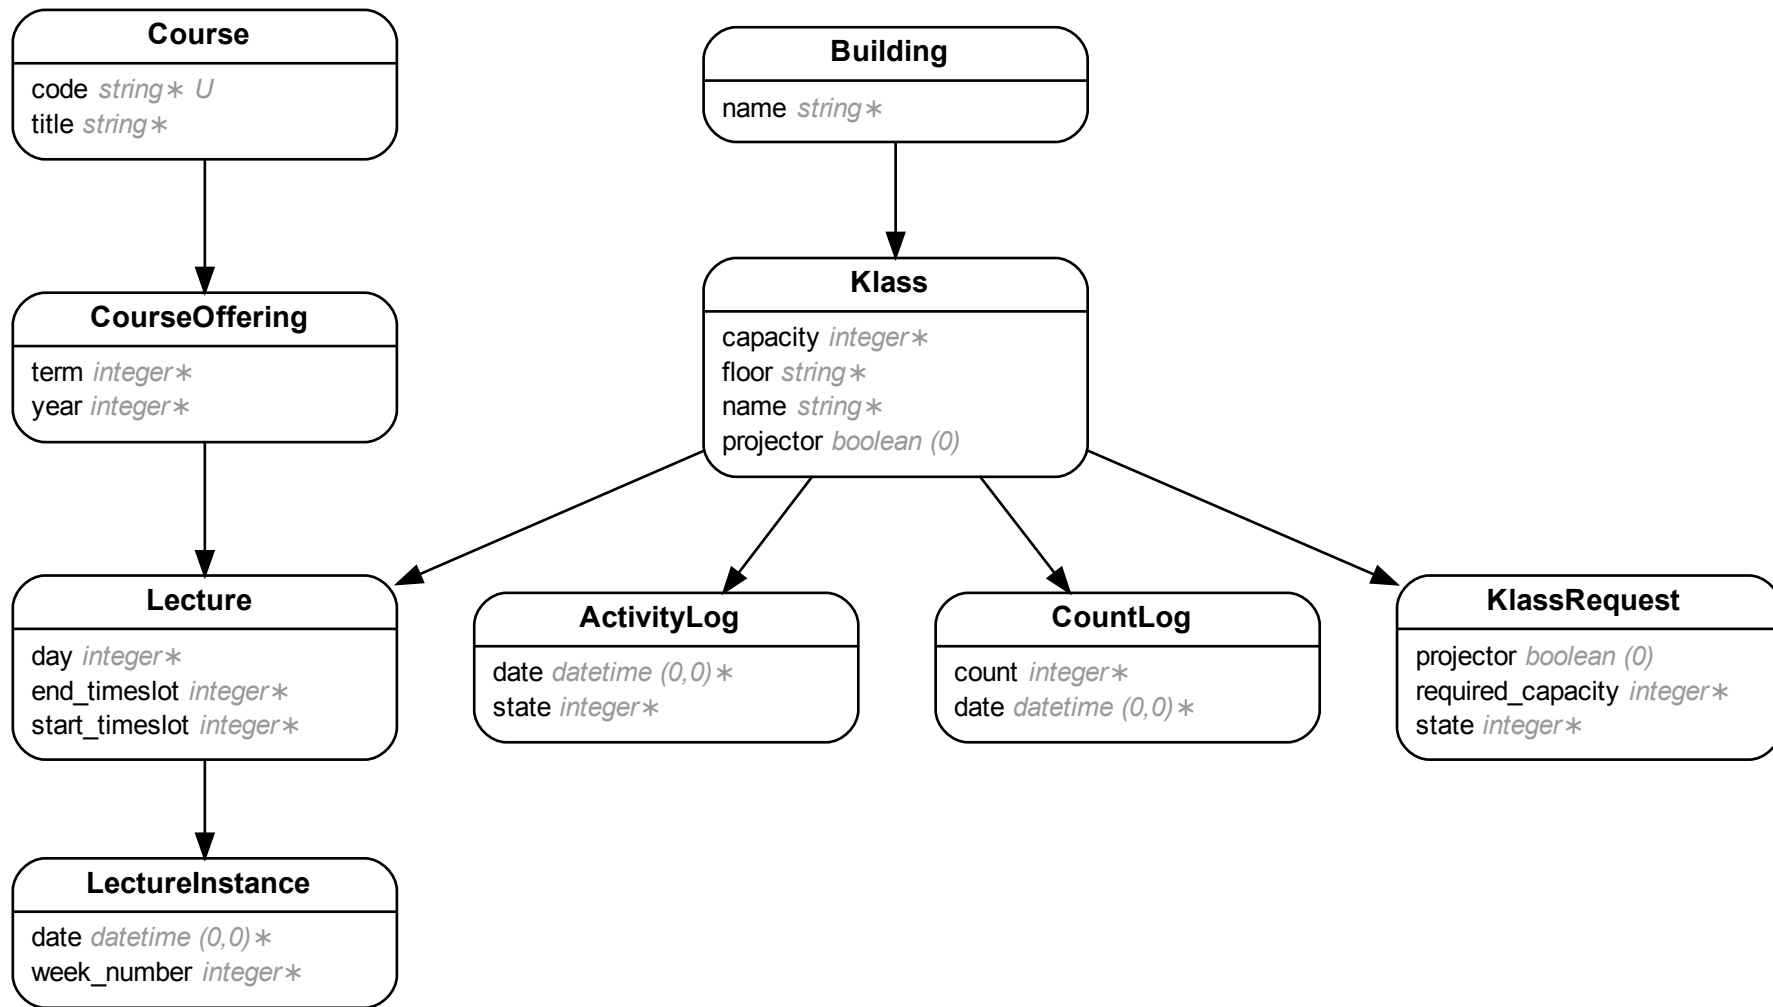 Course
code string∗ U
title string∗
Building
name string∗
CourseOffering
term integer∗
year integer∗
Klass
capacity integer∗
floor string∗
name string∗
projector boolean (0)
Lecture
day integer∗
end_timeslot integer∗
start_timeslot integer∗
ActivityLog
date datetime (0,0)∗
state integer∗
CountLog
count integer∗
date datetime (0,0)∗
KlassRequest
projector boolean (0)
required_capacity integer∗
state integer∗
LectureInstance
date datetime (0,0)∗
week_number integer∗